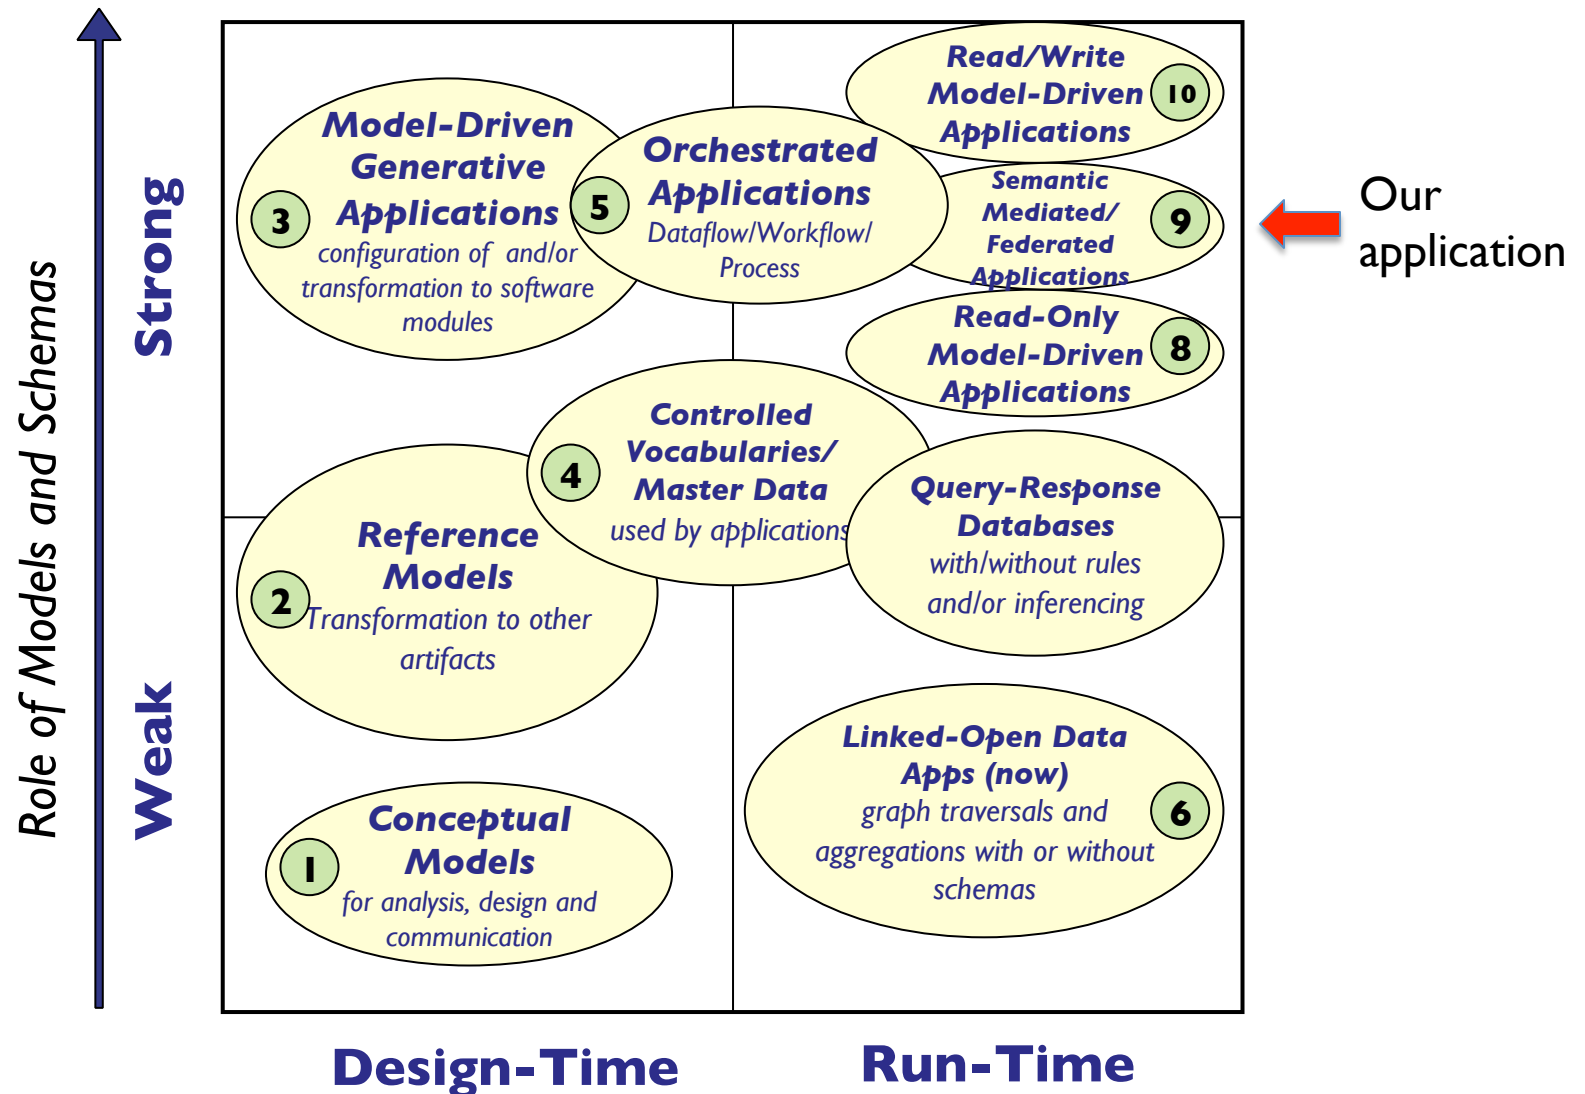 Role of Models and Schemas
Strong
Weak
Model-Driven
Generative
Applications
configuration of and/or
transformation to software
modules
3
Orchestrated
Applications
Dataflow/Workflow/
Process
5
Read/Write
Model-Driven
Applications
10
Semantic
Mediated/
Federated
Applications
9
Our
application
Read-Only
Model-Driven
Applications
8
Controlled
Vocabularies/
Master Data
used by applications
4
Query-Response
Databases
with/without rules
and/or inferencing
Reference
Models
Transformation to other
artifacts
2
Linked-Open Data
Apps (now)
graph traversals and
aggregations with or without
schemas
6
Conceptual
Models
for analysis, design and
communication
1
Design-Time
Run-Time